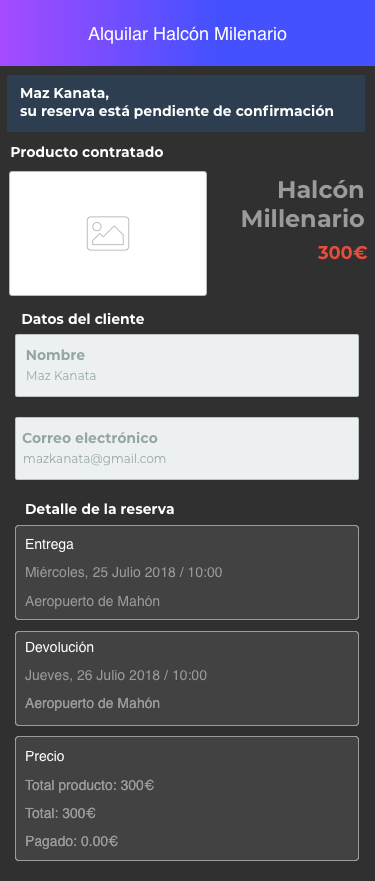 Alquilar Halcón Milenario
Maz Kanata,
su reserva está pendiente de confirmación
Producto contratado
Halcón
Millenario
300€
Datos del cliente
Nombre
Maz Kanata
Correo electrónico
mazkanata@gmail.com
Detalle de la reserva
Entrega
Miércoles, 25 Julio 2018 / 10:00
Aeropuerto de Mahón
Devolución
Jueves, 26 Julio 2018 / 10:00
Aeropuerto de Mahón
Precio
Total producto: 300€
Total: 300€
Pagado: 0.00€